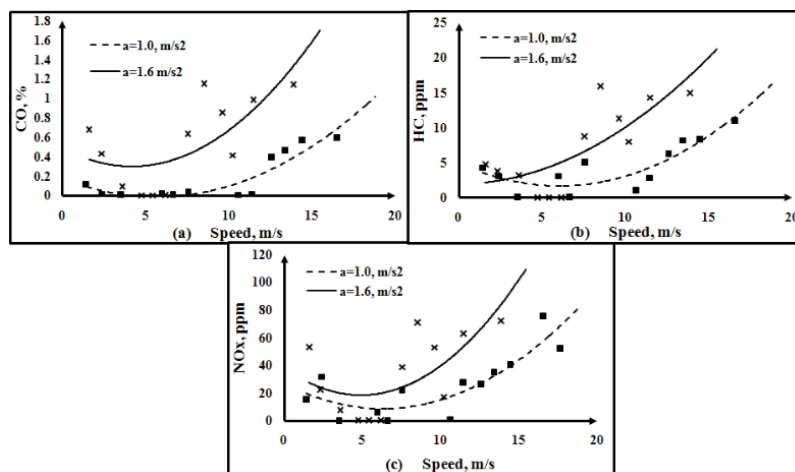 1.8
1.6
1.4
1.2
1
0.8
0.6
0.4
0.2
0
CO, %
a=1.0, m/s2
a=1.6 m/s2
0 5 10 15 20
(a) Speed, m/s
25
20
15
10
5
0
HC, ppm
a=1.0, m/s2
a=1.6, m/s2
0 5 10 15 20
(b) Speed, m/s
120
100
80
60
40
20
0
NOx, ppm
a=1.0, m/s2
a=1.6, m/s2
0 5 10 15 20
(c) Speed, m/s